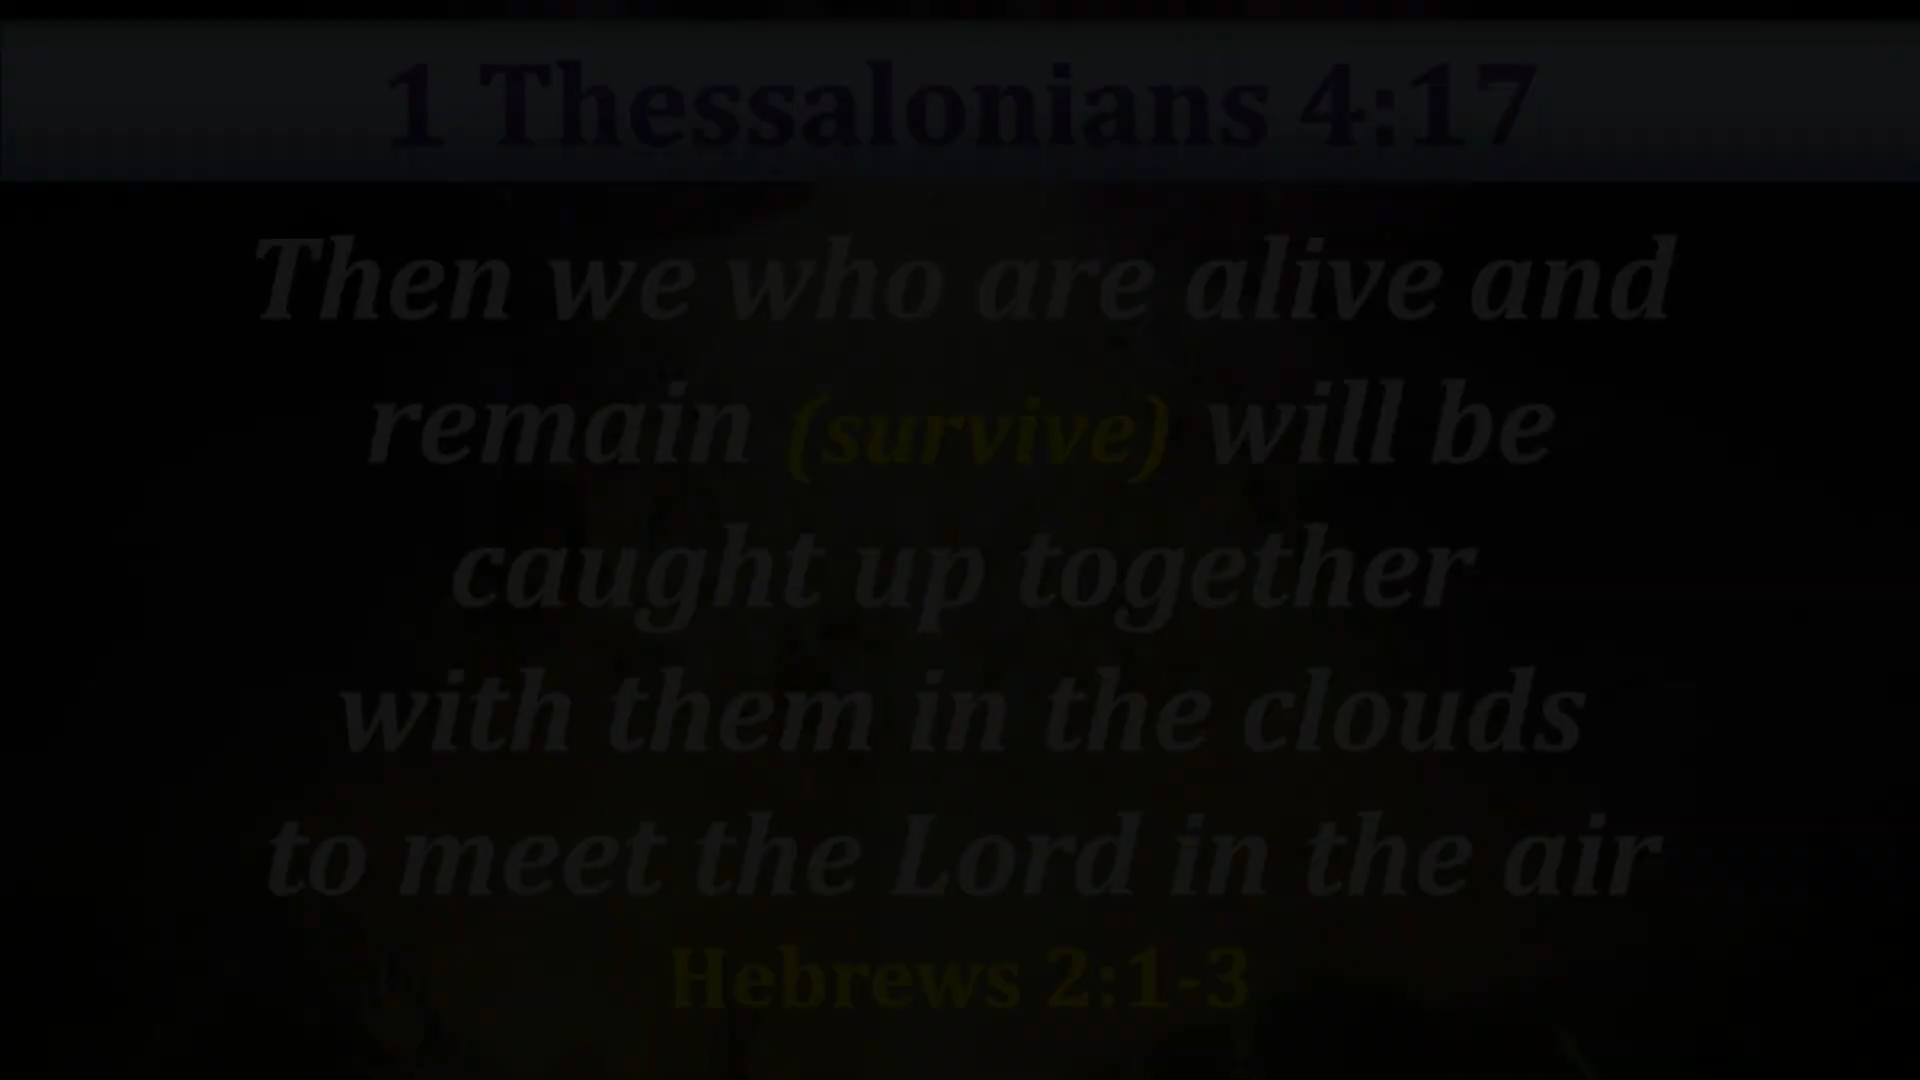 1 Thessalonians 4:17
Then we who are alive and
remain (survive) will be
caught up together
with them in the clouds
to meet the Lord in the air
Hebrews 2:1-3